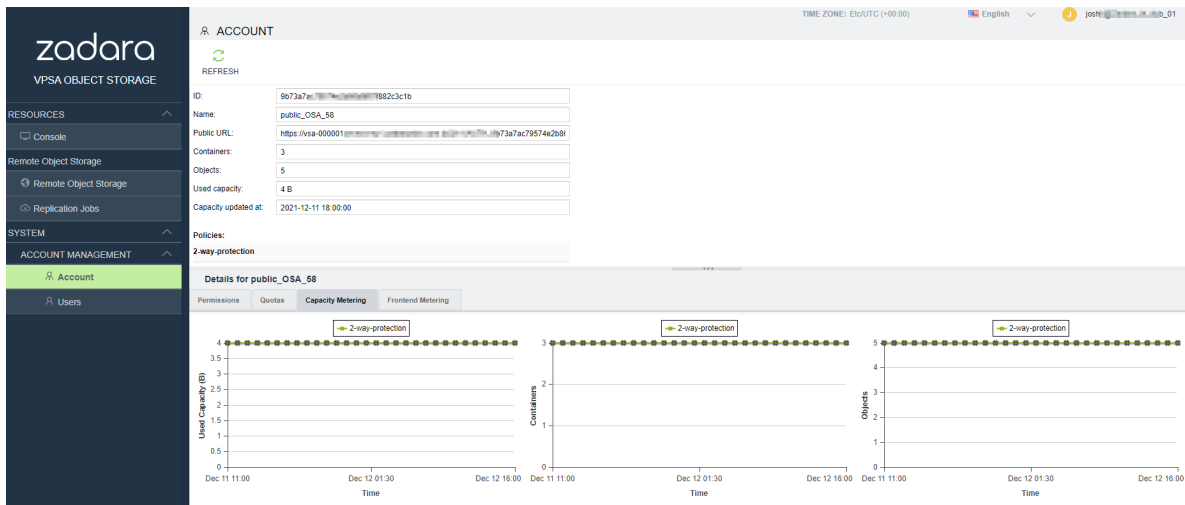 TIME ZONE: Etc/UTC (+00:00) English J
zadara
VPSA OBJECT STORAGE
ACCOUNT
REFRESH
RESOURCES
Console
Remote Object Storage
Remote Object Storage
Replication Jobs
SYSTEM
ACCOUNT MANAGEMENT
Account
Users
ID:
Name: public_OSA_58
Public URL:
Containers: 3
Objects: 5
Used capacity: 4 B
Capacity updated at: 2021-12-11 18:00:00
Policies:
2-way-protection
Details for public_OSA_58
Permissions Quotas Capacity Metering Frontend Metering
2-way-protection
4
3.5
3
2.5
2
1.5
1
0.5
0
Used Capacity (B)
Dec 11 11:00 Dec 12 01:30 Dec 12 16:00
Time
2-way-protection
3
2
1
0
Containers
Dec 11 11:00 Dec 12 01:30 Dec 12 16:00
Time
2-way-protection
5
4
3
2
1
0
Objects
Dec 11 11:00 Dec 12 01:30 Dec 12 16:00
Time